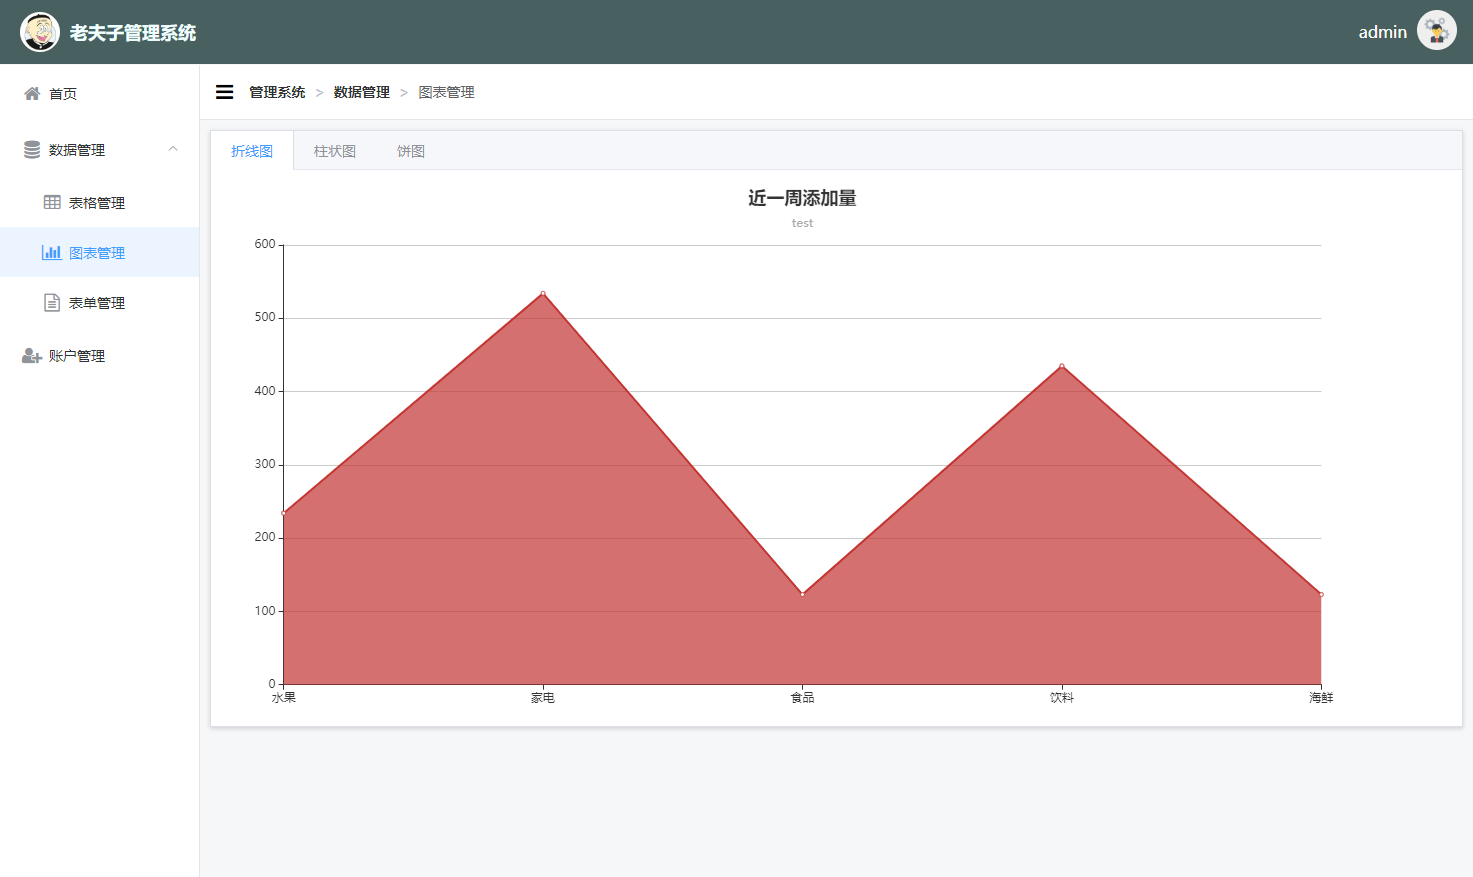 老夫子管理系统
admin
首页
数据管理
表格管理
图表管理
表单管理
账户管理
管理系统 > 数据管理 > 图表管理
折线图 柱状图 饼图
近一周添加量
test
600
500
400
300
200
100
0
水果 家电 食品 饮料 海鲜